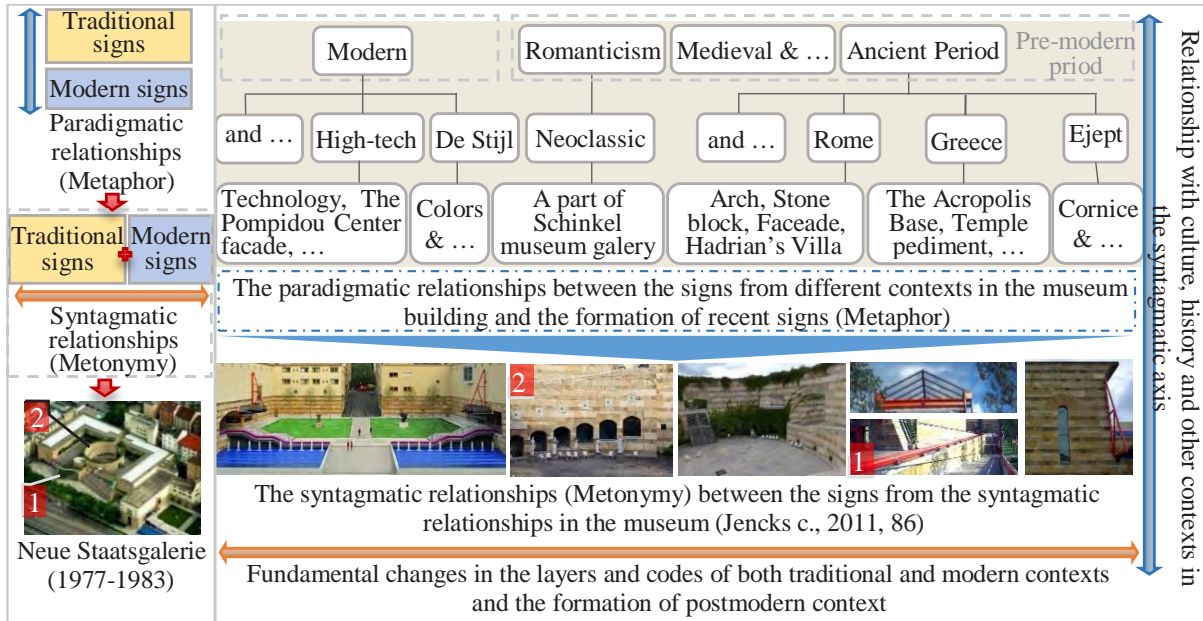 Traditional
signs
Modern signs
Paradigmatic
relationships
(Metaphor)
Traditional
signs
Modern
signs
Syntagmatic
relationships
(Metonymy)
2
1
Neue Staatsgalerie
(1977-1983)
Modern
Romanticism
Medieval & …
Ancient Period
Pre-modern
priod
and …
High-tech
De Stijl
Neoclassic
and …
Rome
Greece
Ejept
Technology, The
Pompidou Center
facade, …
Colors
& …
A part of
Schinkel
museum galery
Arch, Stone
block, Faceade,
Hadrian’s Villa
The Acropolis
Base, Temple
pediment, …
Cornice
& …
The paradigmatic relationships between the signs from different contexts in the museum
building and the formation of recent signs (Metaphor)
2
1
The syntagmatic relationships (Metonymy) between the signs from the syntagmatic
relationships in the museum (Jencks c., 2011, 86)
Fundamental changes in the layers and codes of both traditional and modern contexts
and the formation of postmodern context
Relationship with culture, history and other contexts in
the syntagmatic axis